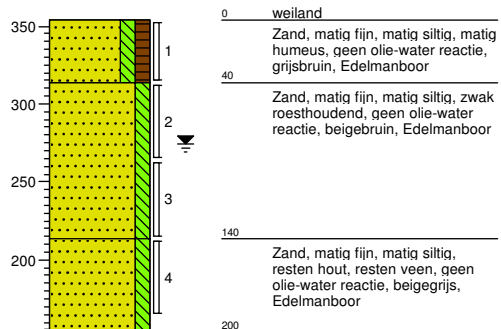 350
300
250
200
1
2
3
4
0 weiland
Zand, matig fijn, matig siltig, matig
humeus, geen olie-water reactie,
grijsbruin, Edelmanboor
40
Zand, matig fijn, matig siltig, zwak
roesthoudend, geen olie-water
reactie, beigebruin, Edelmanboor
140
Zand, matig fijn, matig siltig,
resten hout, resten veen, geen
olie-water reactie, beigegrijs,
Edelmanboor
200